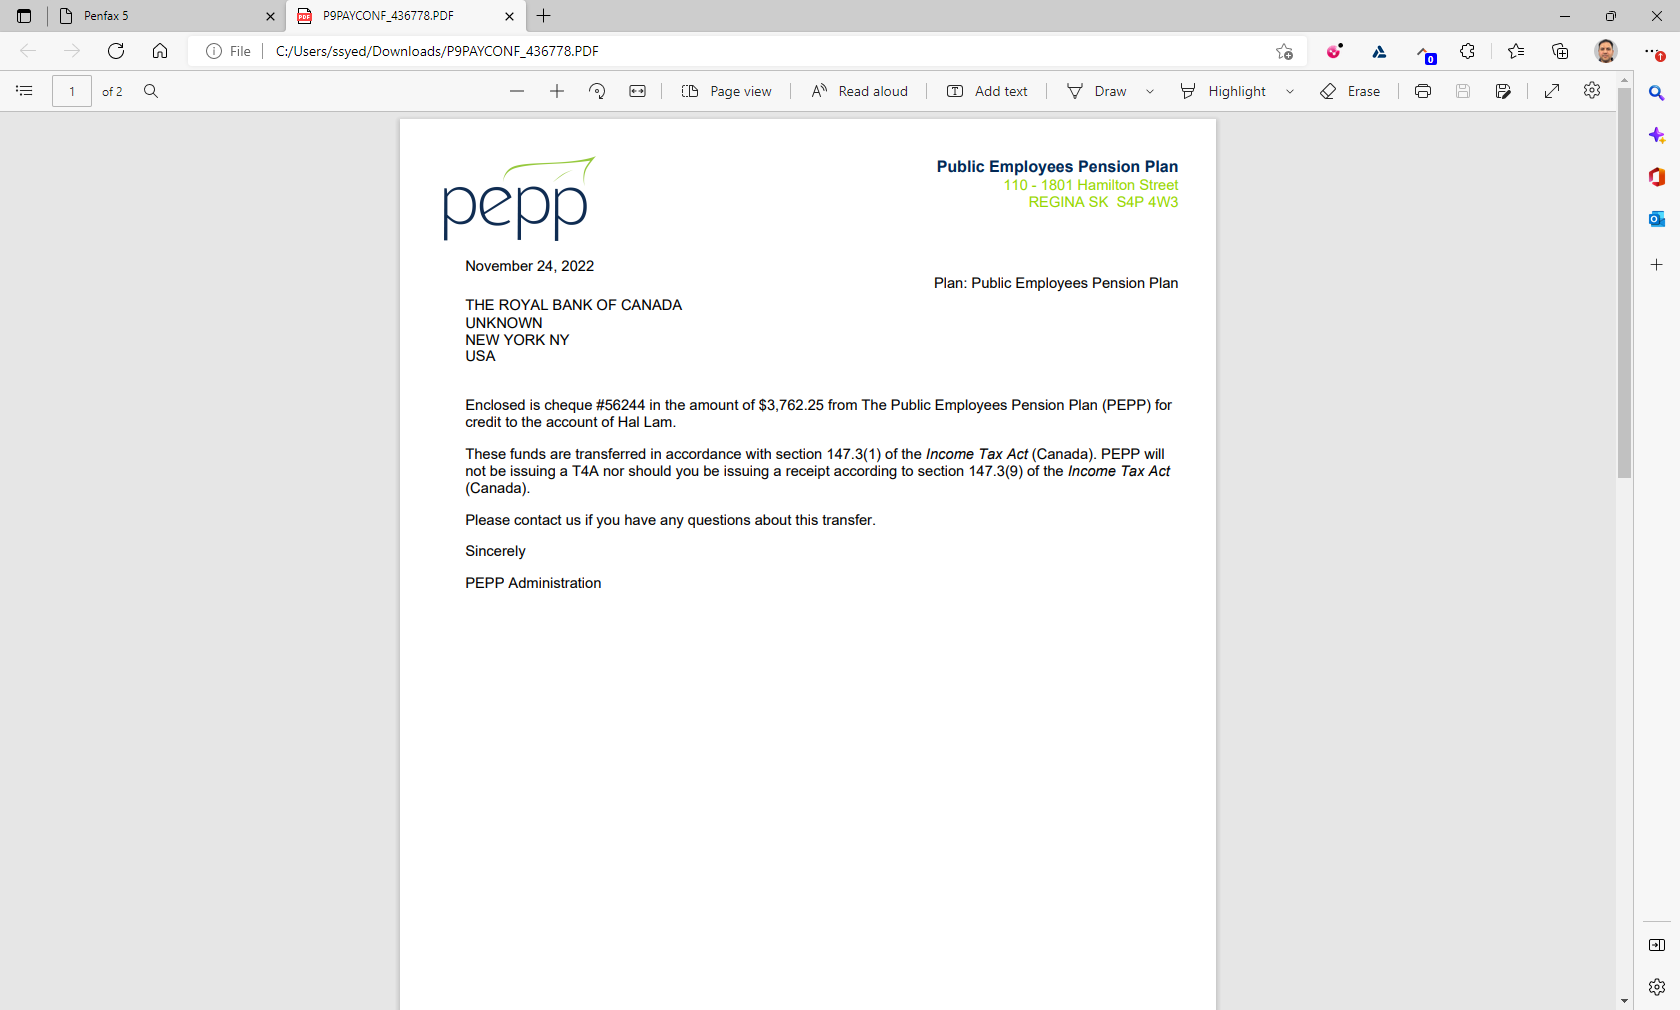 Penfax 5
P9PAYCONF_436778.PDF
File
C:/Users/ssyed/Downloads/P9PAYCONF_436778.PDF
0
1 of 2
Page view
Read aloud
Add text
Draw
Highlight
Erase
pepp
Public Employees Pension Plan
110 - 1801 Hamilton Street
REGINA SK S4P 4W3
November 24, 2022
Plan: Public Employees Pension Plan
THE ROYAL BANK OF CANADA
UNKNOWN
NEW YORK NY
USA
Enclosed is cheque #56244 in the amount of $3,762.25 from The Public Employees Pension Plan (PEPP) for
credit to the account of Hal Lam.
These funds are transferred in accordance with section 147.3(1) of the Income Tax Act (Canada). PEPP will
not be issuing a T4A nor should you be issuing a receipt according to section 147.3(9) of the Income Tax Act
(Canada).
Please contact us if you have any questions about this transfer.
Sincerely
PEPP Administration